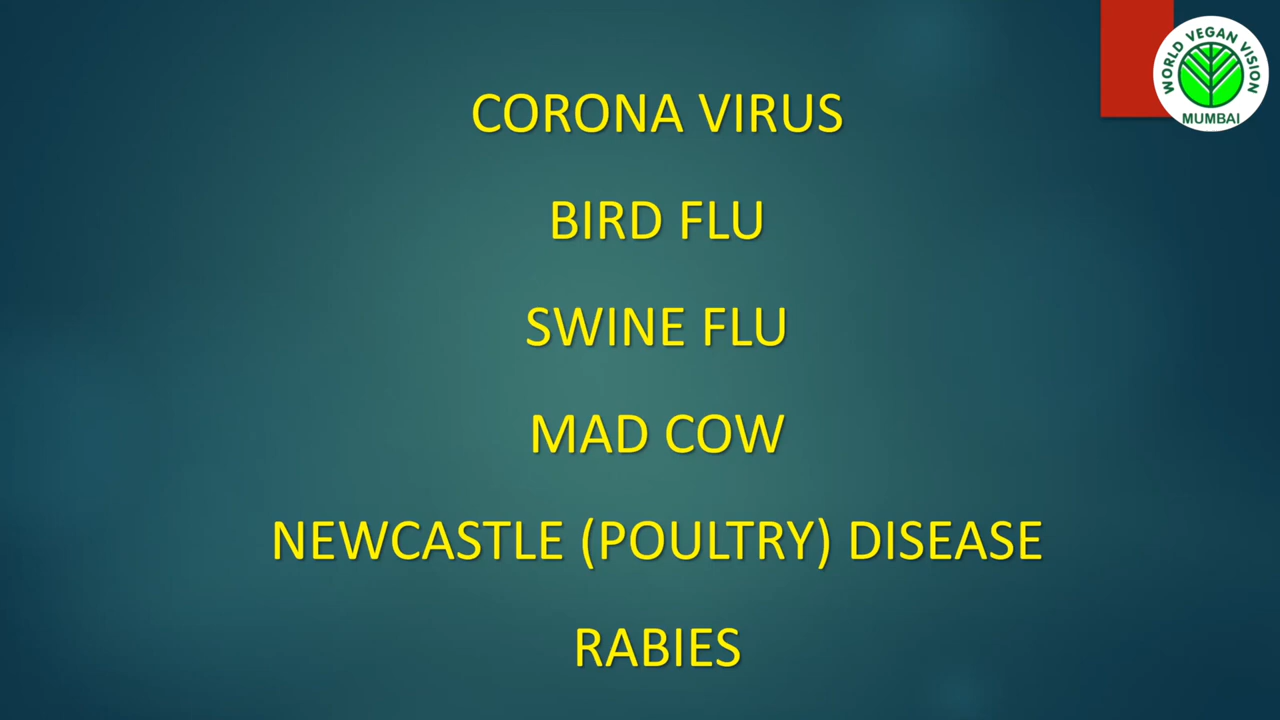 WORLD VEGAN VISION
MUMBAI
CORONA VIRUS
BIRD FLU
SWINE FLU
MAD COW
NEWCASTLE (POULTRY) DISEASE
RABIES